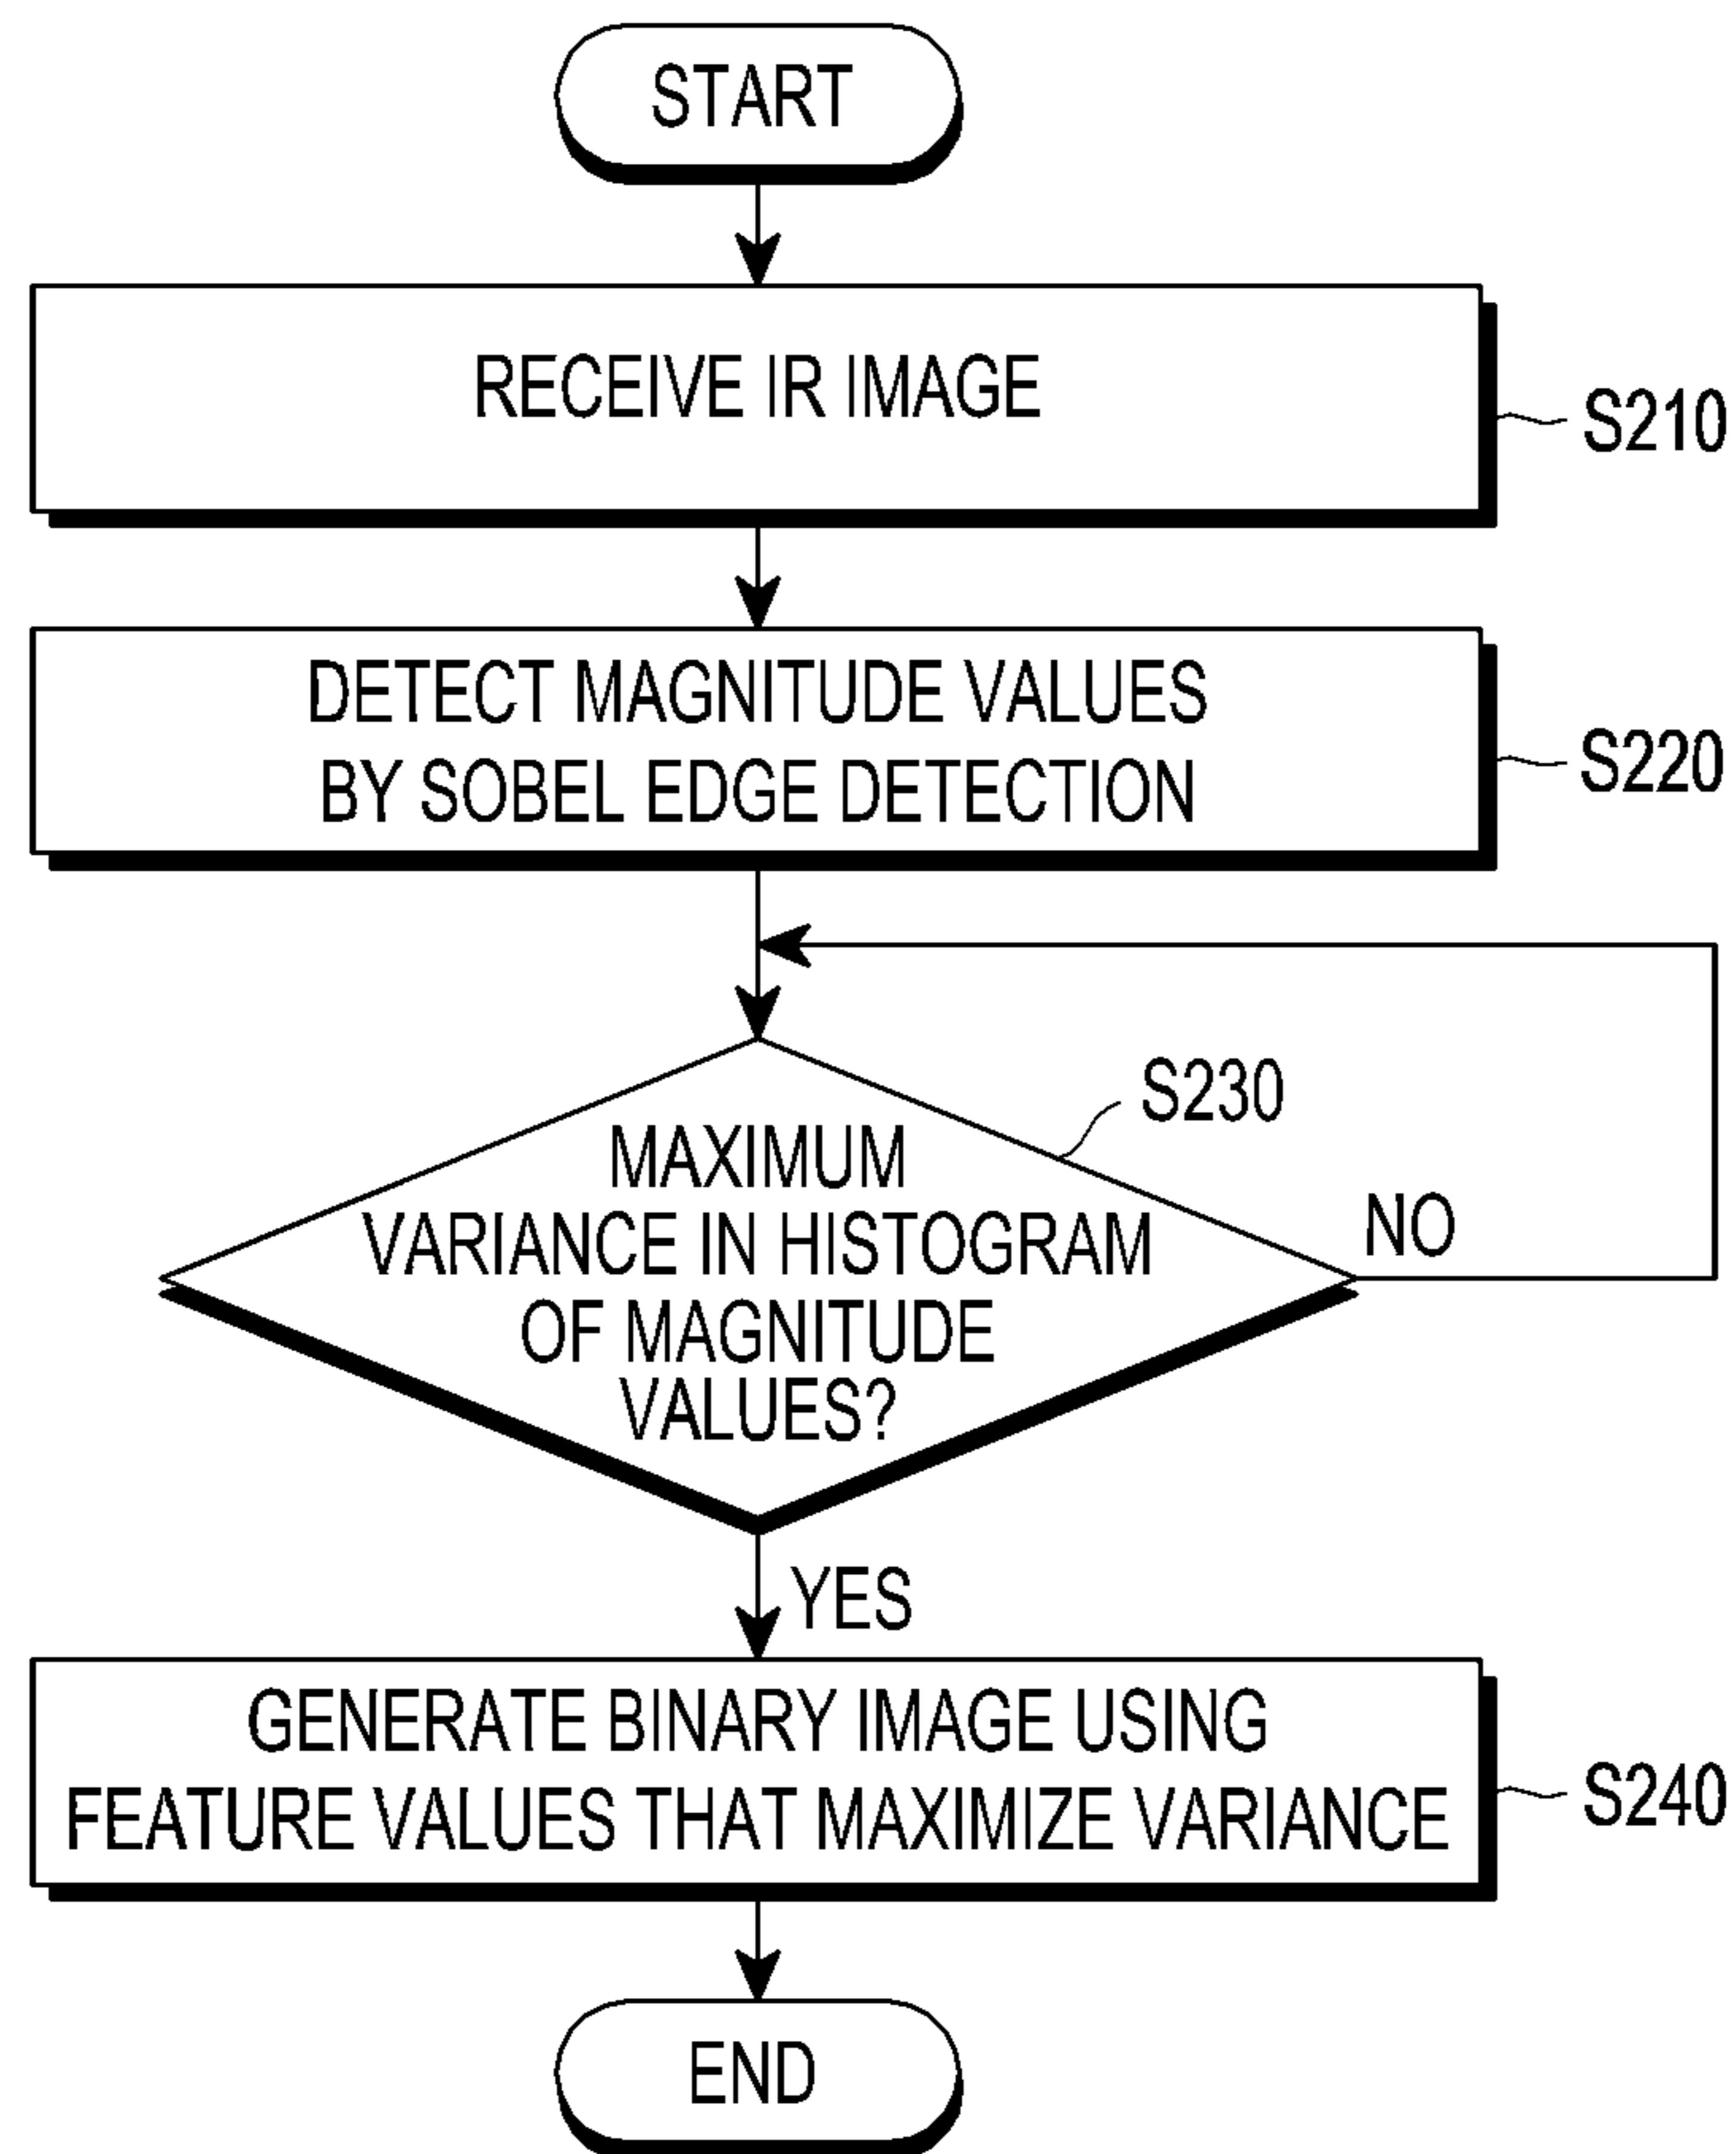 START
RECEIVE IR IMAGE
S210
DETECT MAGNITUDE VALUES
BY SOBEL EDGE DETECTION
S220
S230
MAXIMUM
VARIANCE IN HISTOGRAM
OF MAGNITUDE
VALUES?
NO
YES
GENERATE BINARY IMAGE USING
FEATURE VALUES THAT MAXIMIZE VARIANCE
S240
END